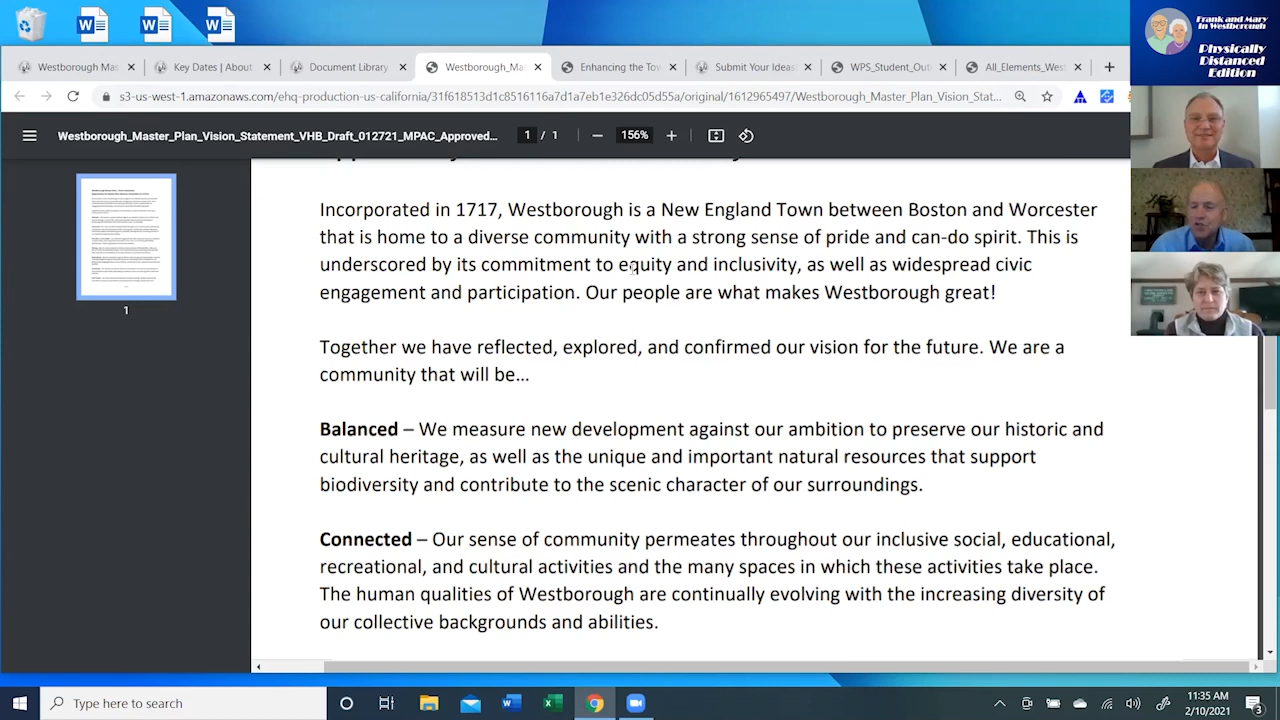 Frank and Mary
In Westborough
Physically
Distanced
Edition
Westborough Mas
Key Dates | About
Document Library
Westborough Ma
Enhancing the Tow
Submit Your Ideas
WPS_Student_Out
All_Elements_West
s3-us-west-1.amazonaws.com/ehq-production-us-california/31f618513d1c8516116a7d1a7eb1e326dc05d55a/original/1612965497/Westborough_Master_Plan_Vision_Stat...
Westborough_Master_Plan_Vision_Statement_VHB_Draft_012721_MPAC_Approved...
1 / 1
156%
Incorporated in 1717, Westborough is a New England Town between Boston and Worcester
that is home to a diverse community with a strong sense of pride and can-do spirit. This is
underscored by its commitment to equity and inclusivity, as well as widespread civic
engagement and participation. Our people are what makes Westborough great!
Together we have reflected, explored, and confirmed our vision for the future. We are a
community that will be...
Balanced – We measure new development against our ambition to preserve our historic and
cultural heritage, as well as the unique and important natural resources that support
biodiversity and contribute to the scenic character of our surroundings.
Connected – Our sense of community permeates throughout our inclusive social, educational,
recreational, and cultural activities and the many spaces in which these activities take place.
The human qualities of Westborough are continually evolving with the increasing diversity of
our collective backgrounds and abilities.
1
Type here to search
11:35 AM
2/10/2021
3